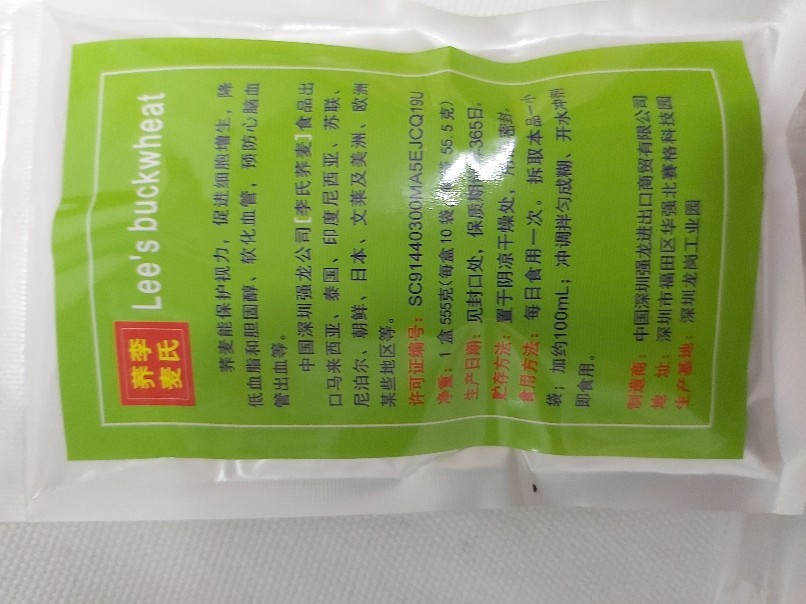 李氏
荞麦
Lee's buckwheat
荞麦能保护视力，促进细胞增生，降
低血脂和胆固醇、软化血管，预防心脑血
管出血等。
中国深圳强龙公司[李氏荞麦]食品出
口马来西亚、泰国、印度尼西亚、苏联、
尼泊尔、朝鲜、日本、文莱及美洲、欧洲
某些地区等。
许可证编号：SC91440300MA5EJCQ19U
净重：1 盒 555克(每盒 10 袋 55.5 克)
生产日期：见封口处，保质期 365日。
贮存方法：置于阴凉干燥处，密封。
食用方法：每日食用一次。拆取本品一小
袋；加约100mL；冲调拌匀成糊、开水冲
即食用。
制造商：中国深圳强龙进出口商贸有限公司
地 址：深圳市福田区华强北赛格科技园
生产基地：深圳龙岗工业园